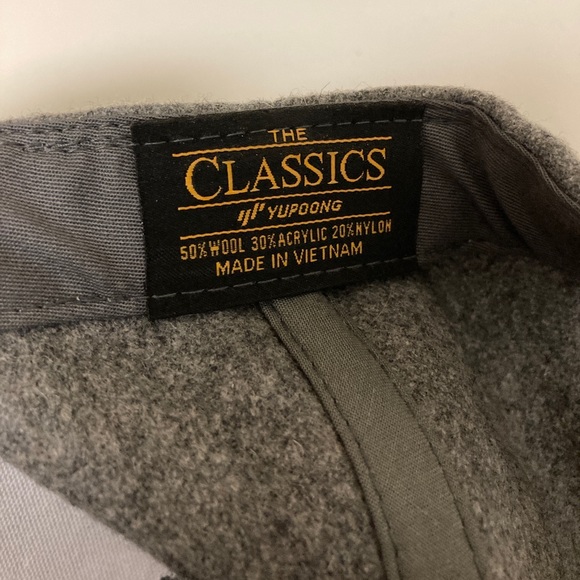 THE
CLASSICS
YUPOONG
50% WOOL 30% ACRYLIC 20% NYLON
MADE IN VIETNAM